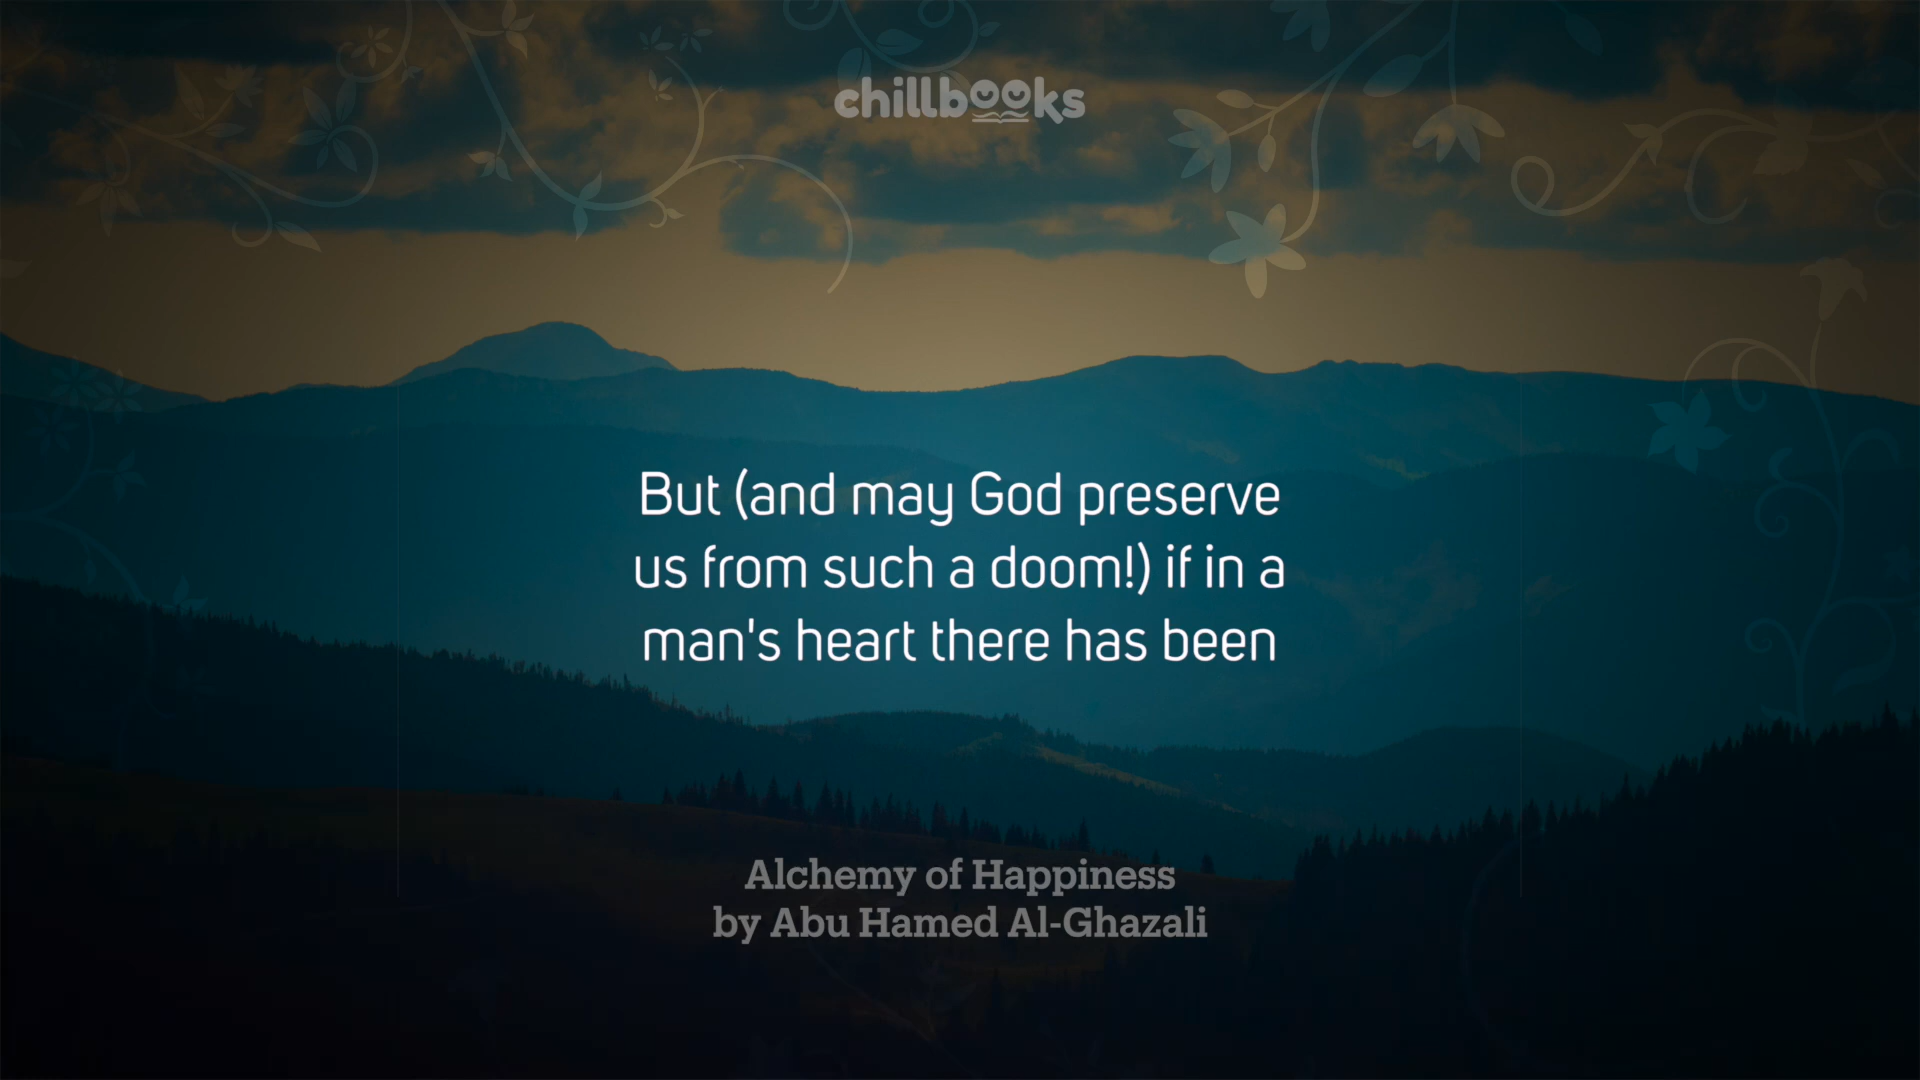 chillbooks
But (and may God preserve
us from such a doom!) if in a
man's heart there has been
Alchemy of Happiness
by Abu Hamed Al-Ghazali